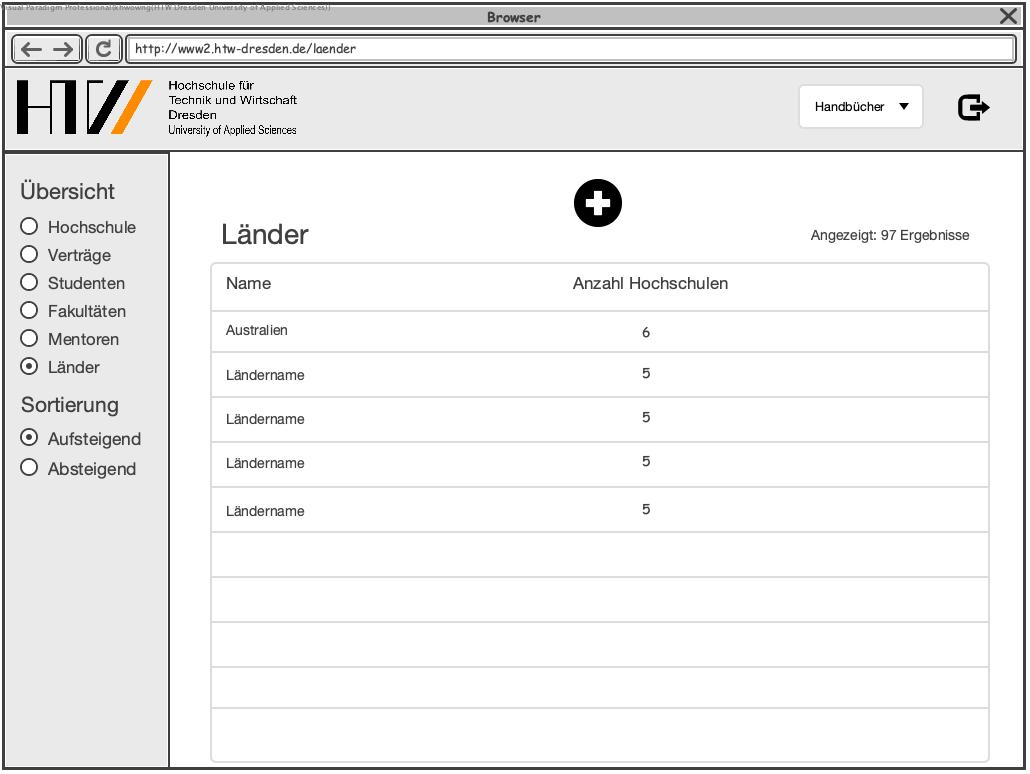 Visual Paradigm Professional(khwowng(HTW Dresden University of Applied Sciences))
Browser
http://www2.htw-dresden.de/laender
HTW
Hochschule für
Technik und Wirtschaft
Dresden
University of Applied Sciences
Handbücher
Übersicht
Hochschule
Verträge
Studenten
Fakultäten
Mentoren
Länder
Sortierung
Aufsteigend
Absteigend
Länder
Angezeigt: 97 Ergebnisse
Name Anzahl Hochschulen
Australien 6
Ländername 5
Ländername 5
Ländername 5
Ländername 5